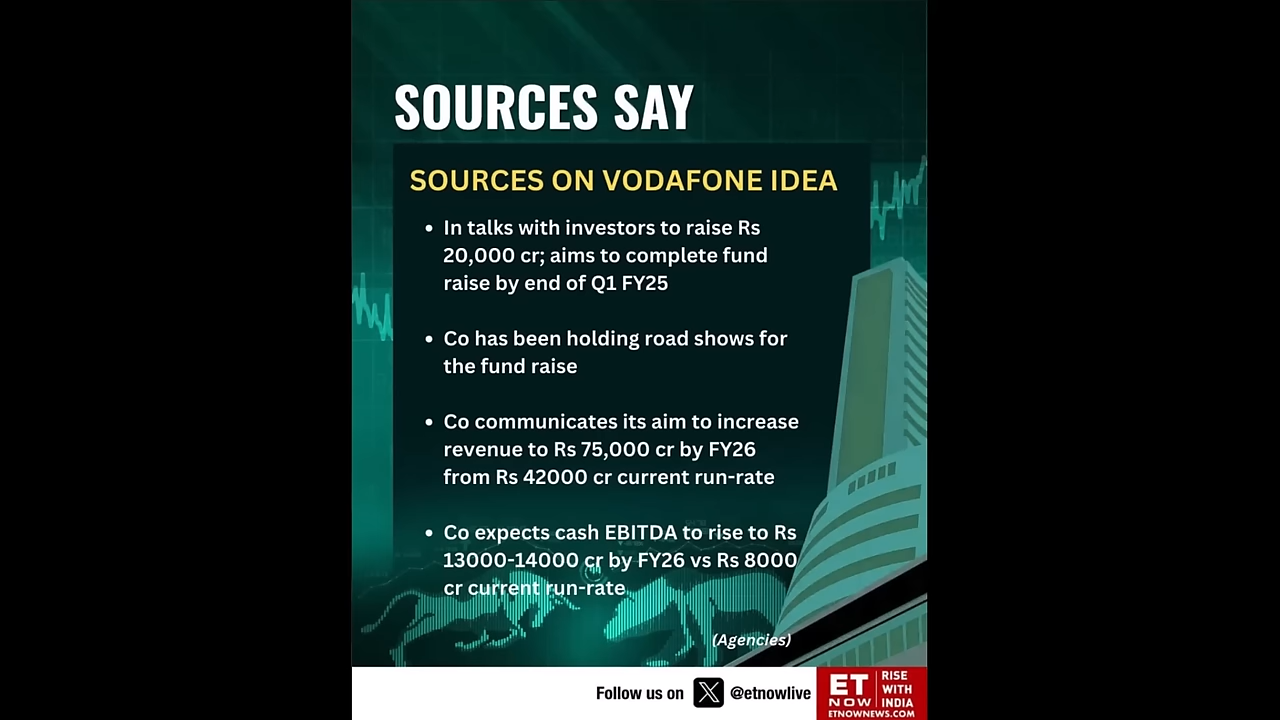 SOURCES SAY
SOURCES ON VODAFONE IDEA
• In talks with investors to raise Rs
20,000 cr; aims to complete fund
raise by end of Q1 FY25
• Co has been holding road shows for
the fund raise
• Co communicates its aim to increase
revenue to Rs 75,000 cr by FY26
from Rs 42000 cr current run-rate
• Co expects cash EBITDA to rise to Rs
13000-14000 cr by FY26 vs Rs 8000
cr current run-rate
(Agencies)
Follow us on X @etnowlive
ET
NOW
RISE
WITH
INDIA
ETNOWNEWS.COM